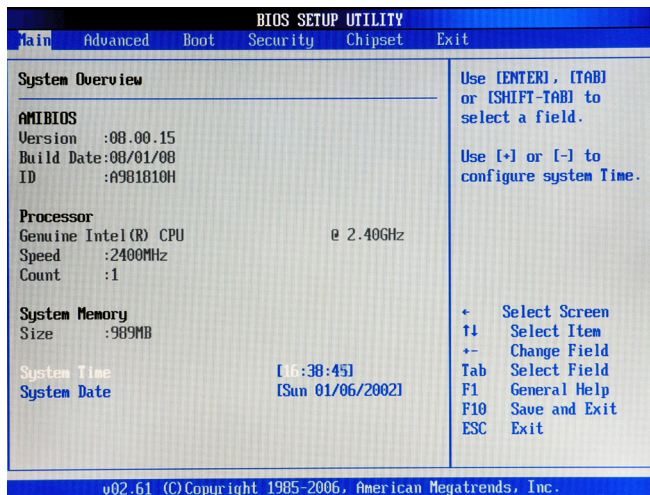 BIOS SETUP UTILITY
Main Advanced Boot Security Chipset Exit
System Overview
AMIBIOS
Version :08.00.15
Build Date:08/01/08
ID :A981810H
Processor
Genuine Intel(R) CPU @ 2.40GHz
Speed :2400MHz
Count :1
System Memory
Size :989MB
System Time [16:38:45]
System Date [Sun 01/06/2002]
Use [ENTER], [TAB]
or [SHIFT-TAB] to
select a field.
Use [+] or [-] to
configure system Time.
← Select Screen
↑↓ Select Item
+- Change Field
Tab Select Field
F1 General Help
F10 Save and Exit
ESC Exit
v02.61 (C)Copyright 1985-2006, American Megatrends, Inc.